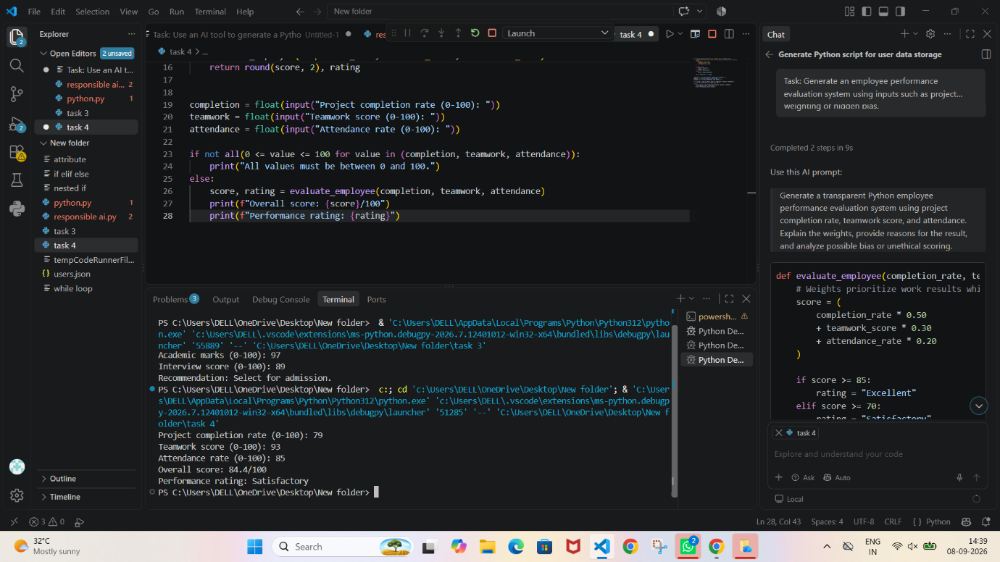 File Edit Selection View Go Run Terminal Help
New folder
Explorer
Open Editors 2 unsaved
Task: Use an AI t...
responsible ai... 2
python.py 1
task 3
task 4
New folder
attribute
if elif else
nested if
python.py 1
responsible ai.py 2
task 3
task 4
tempCodeRunnerFil...
users.json
while loop
Outline
Timeline
Task: Use an AI tool to generate a Pytho Untitled-1
Launch
task 4
task 4 > ...
16 return round(score, 2), rating
17
18
19 completion = float(input("Project completion rate (0-100): "))
20 teamwork = float(input("Teamwork score (0-100): "))
21 attendance = float(input("Attendance rate (0-100): "))
22
23 if not all(0 <= value <= 100 for value in (completion, teamwork, attendance)):
24 print("All values must be between 0 and 100.")
25 else:
26 score, rating = evaluate_employee(completion, teamwork, attendance)
27 print(f"Overall score: {score}/100")
28 print(f"Performance rating: {rating}")
Problems 3 Output Debug Console Terminal Ports
PS C:\Users\DELL\OneDrive\Desktop\New folder> & 'C:\Users\DELL\AppData\Local\Programs\Python\Python312\pytho
n.exe' 'c:\Users\DELL\.vscode\extensions\ms-python.debugpy-2026.7.12401012-win32-x64\bundled\libs\debugpy\lau
ncher' '55889' '--' 'C:\Users\DELL\OneDrive\Desktop\New folder\task 3'
Academic marks (0-100): 97
Interview score (0-100): 89
Recommendation: Select for admission.
PS C:\Users\DELL\OneDrive\Desktop\New folder> c:; cd 'c:\Users\DELL\OneDrive\Desktop\New folder'; & 'C:\User
s\DELL\AppData\Local\Programs\Python\Python312\python.exe' 'c:\Users\DELL\.vscode\extensions\ms-python.debug
py-2026.7.12401012-win32-x64\bundled\libs\debugpy\launcher' '51285' '--' 'C:\Users\DELL\OneDrive\Desktop\New f
older\task 4'
Project completion rate (0-100): 79
Teamwork score (0-100): 93
Attendance rate (0-100): 85
Overall score: 84.4/100
Performance rating: Satisfactory
PS C:\Users\DELL\OneDrive\Desktop\New folder>
powersh...
Python De...
Python De...
Python De...
Chat
Generate Python script for user data storage
Task: Generate an employee performance
evaluation system using inputs such as project...
weighting or hidden bias.
Completed 2 steps in 9s
Use this AI prompt:
Generate a transparent Python employee
performance evaluation system using project
completion rate, teamwork score, and attendance.
Explain the weights, provide reasons for the result,
and analyze possible bias or unethical scoring.
def evaluate_employee(completion_rate, te
# Weights prioritize work results whi
score = (
completion_rate * 0.50
+ teamwork_score * 0.30
+ attendance_rate * 0.20
)
if score >= 85:
rating = "Excellent"
elif score >= 70:
rating = "Satisfactory"
task 4
Explore and understand your code
Ask Auto
Local
3 0
Ln 28, Col 43 Spaces: 4 UTF-8 CRLF { } Python
32°C
Mostly sunny
Search
2
ENG
IN
14:39
08-09-2026